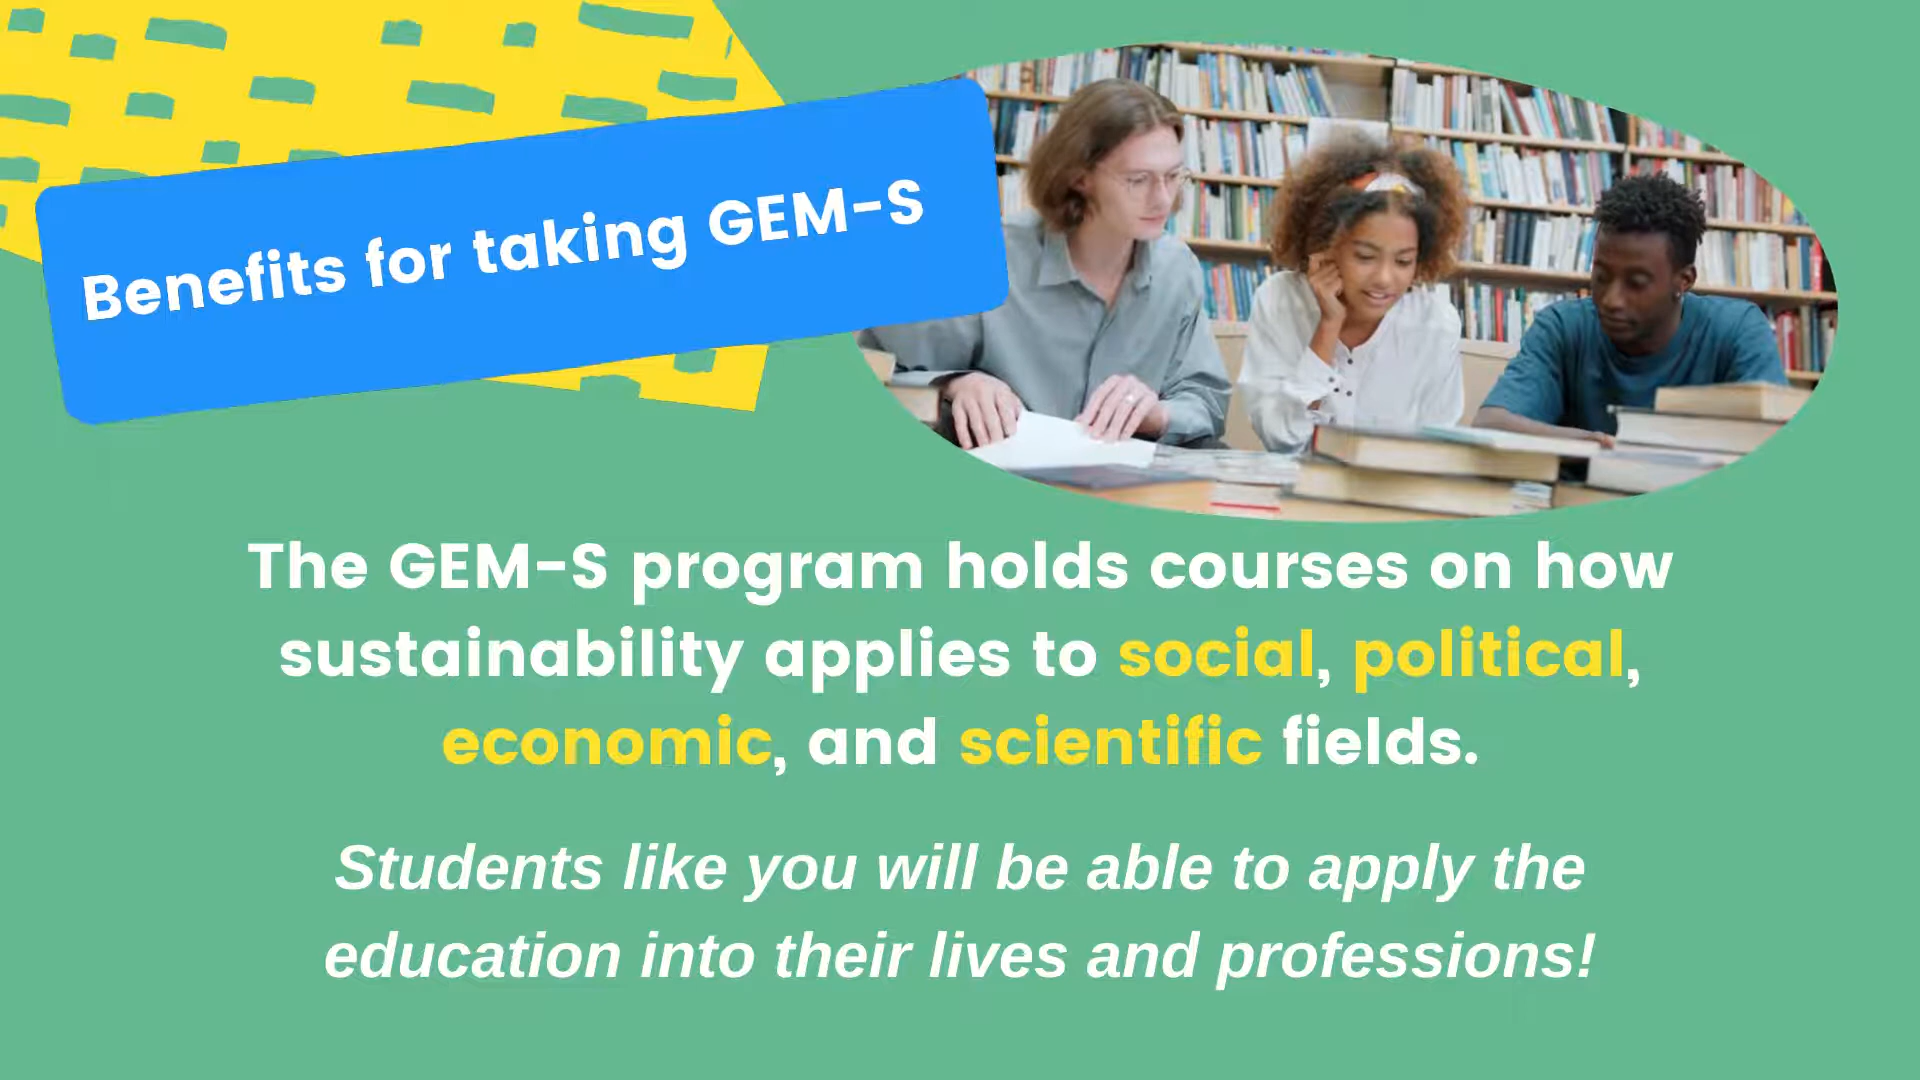 Benefits for taking GEM-S
The GEM-S program holds courses on how
sustainability applies to social, political,
economic, and scientific fields.
Students like you will be able to apply the
education into their lives and professions!